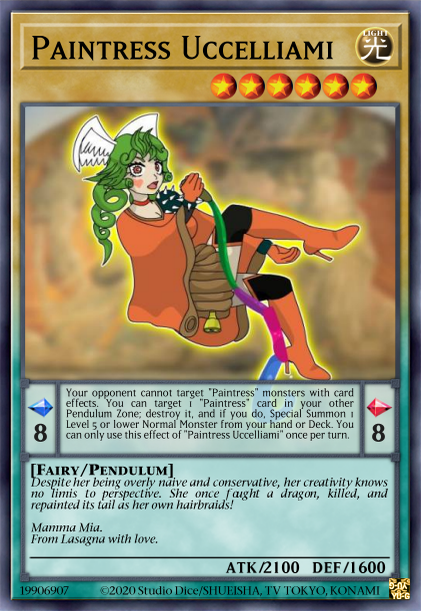 PAINTRESS UCCELLIAMI
LIGHT
光
Your opponent cannot target "Paintress" monsters with card
effects. You can target 1 "Paintress" card in your other
Pendulum Zone; destroy it, and if you do, Special Summon 1
Level 5 or lower Normal Monster from your hand or Deck. You
can only use this effect of "Paintress Uccelliami" once per turn.
8
8
[FAIRY/PENDULUM]
Despite her being overly naive and conservative, her creativity knows
no limis to perspective. She once faught a dragon, killed, and
repainted its tail as her own hairbraids!
Mamma Mia.
From Lasagna with love.
ATK/2100 DEF/1600
19906907
©2020 Studio Dice/SHUEISHA, TV TOKYO, KONAMI